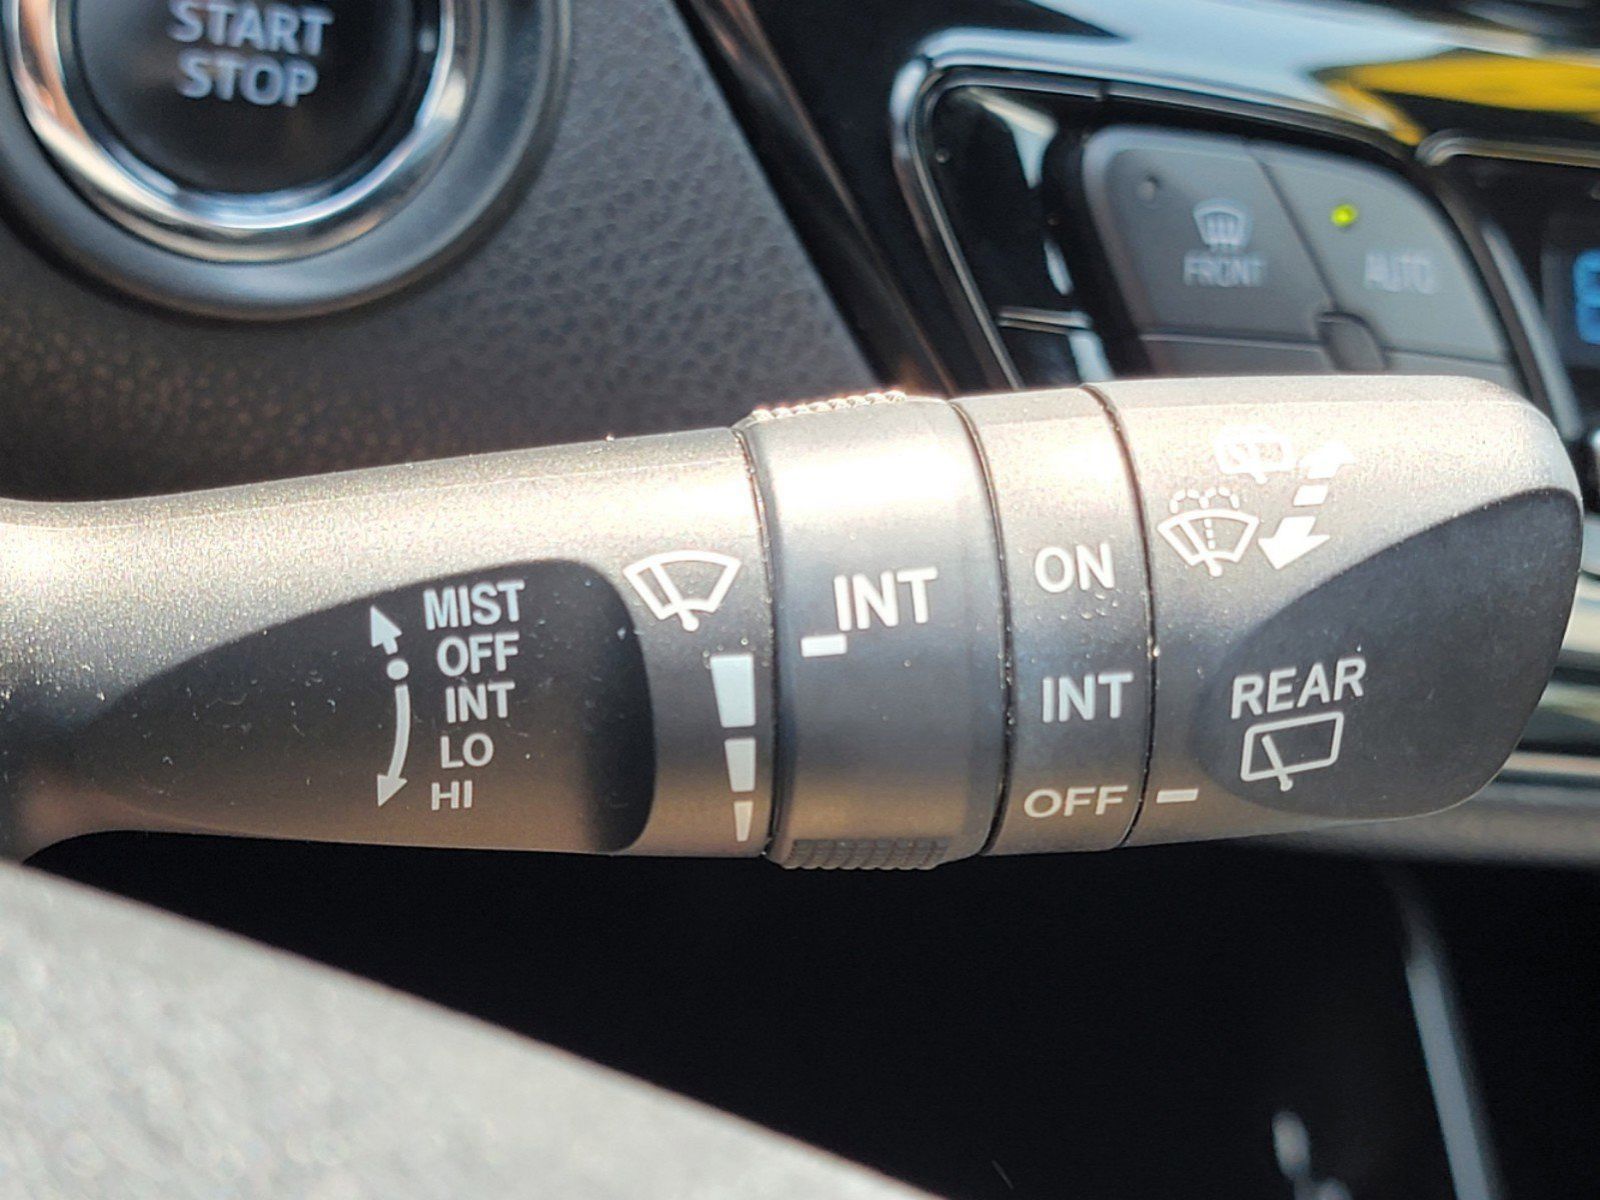 START
STOP
FRONT
AUTO
MIST
OFF
INT
LO
HI
INT
ON
INT
OFF
REAR